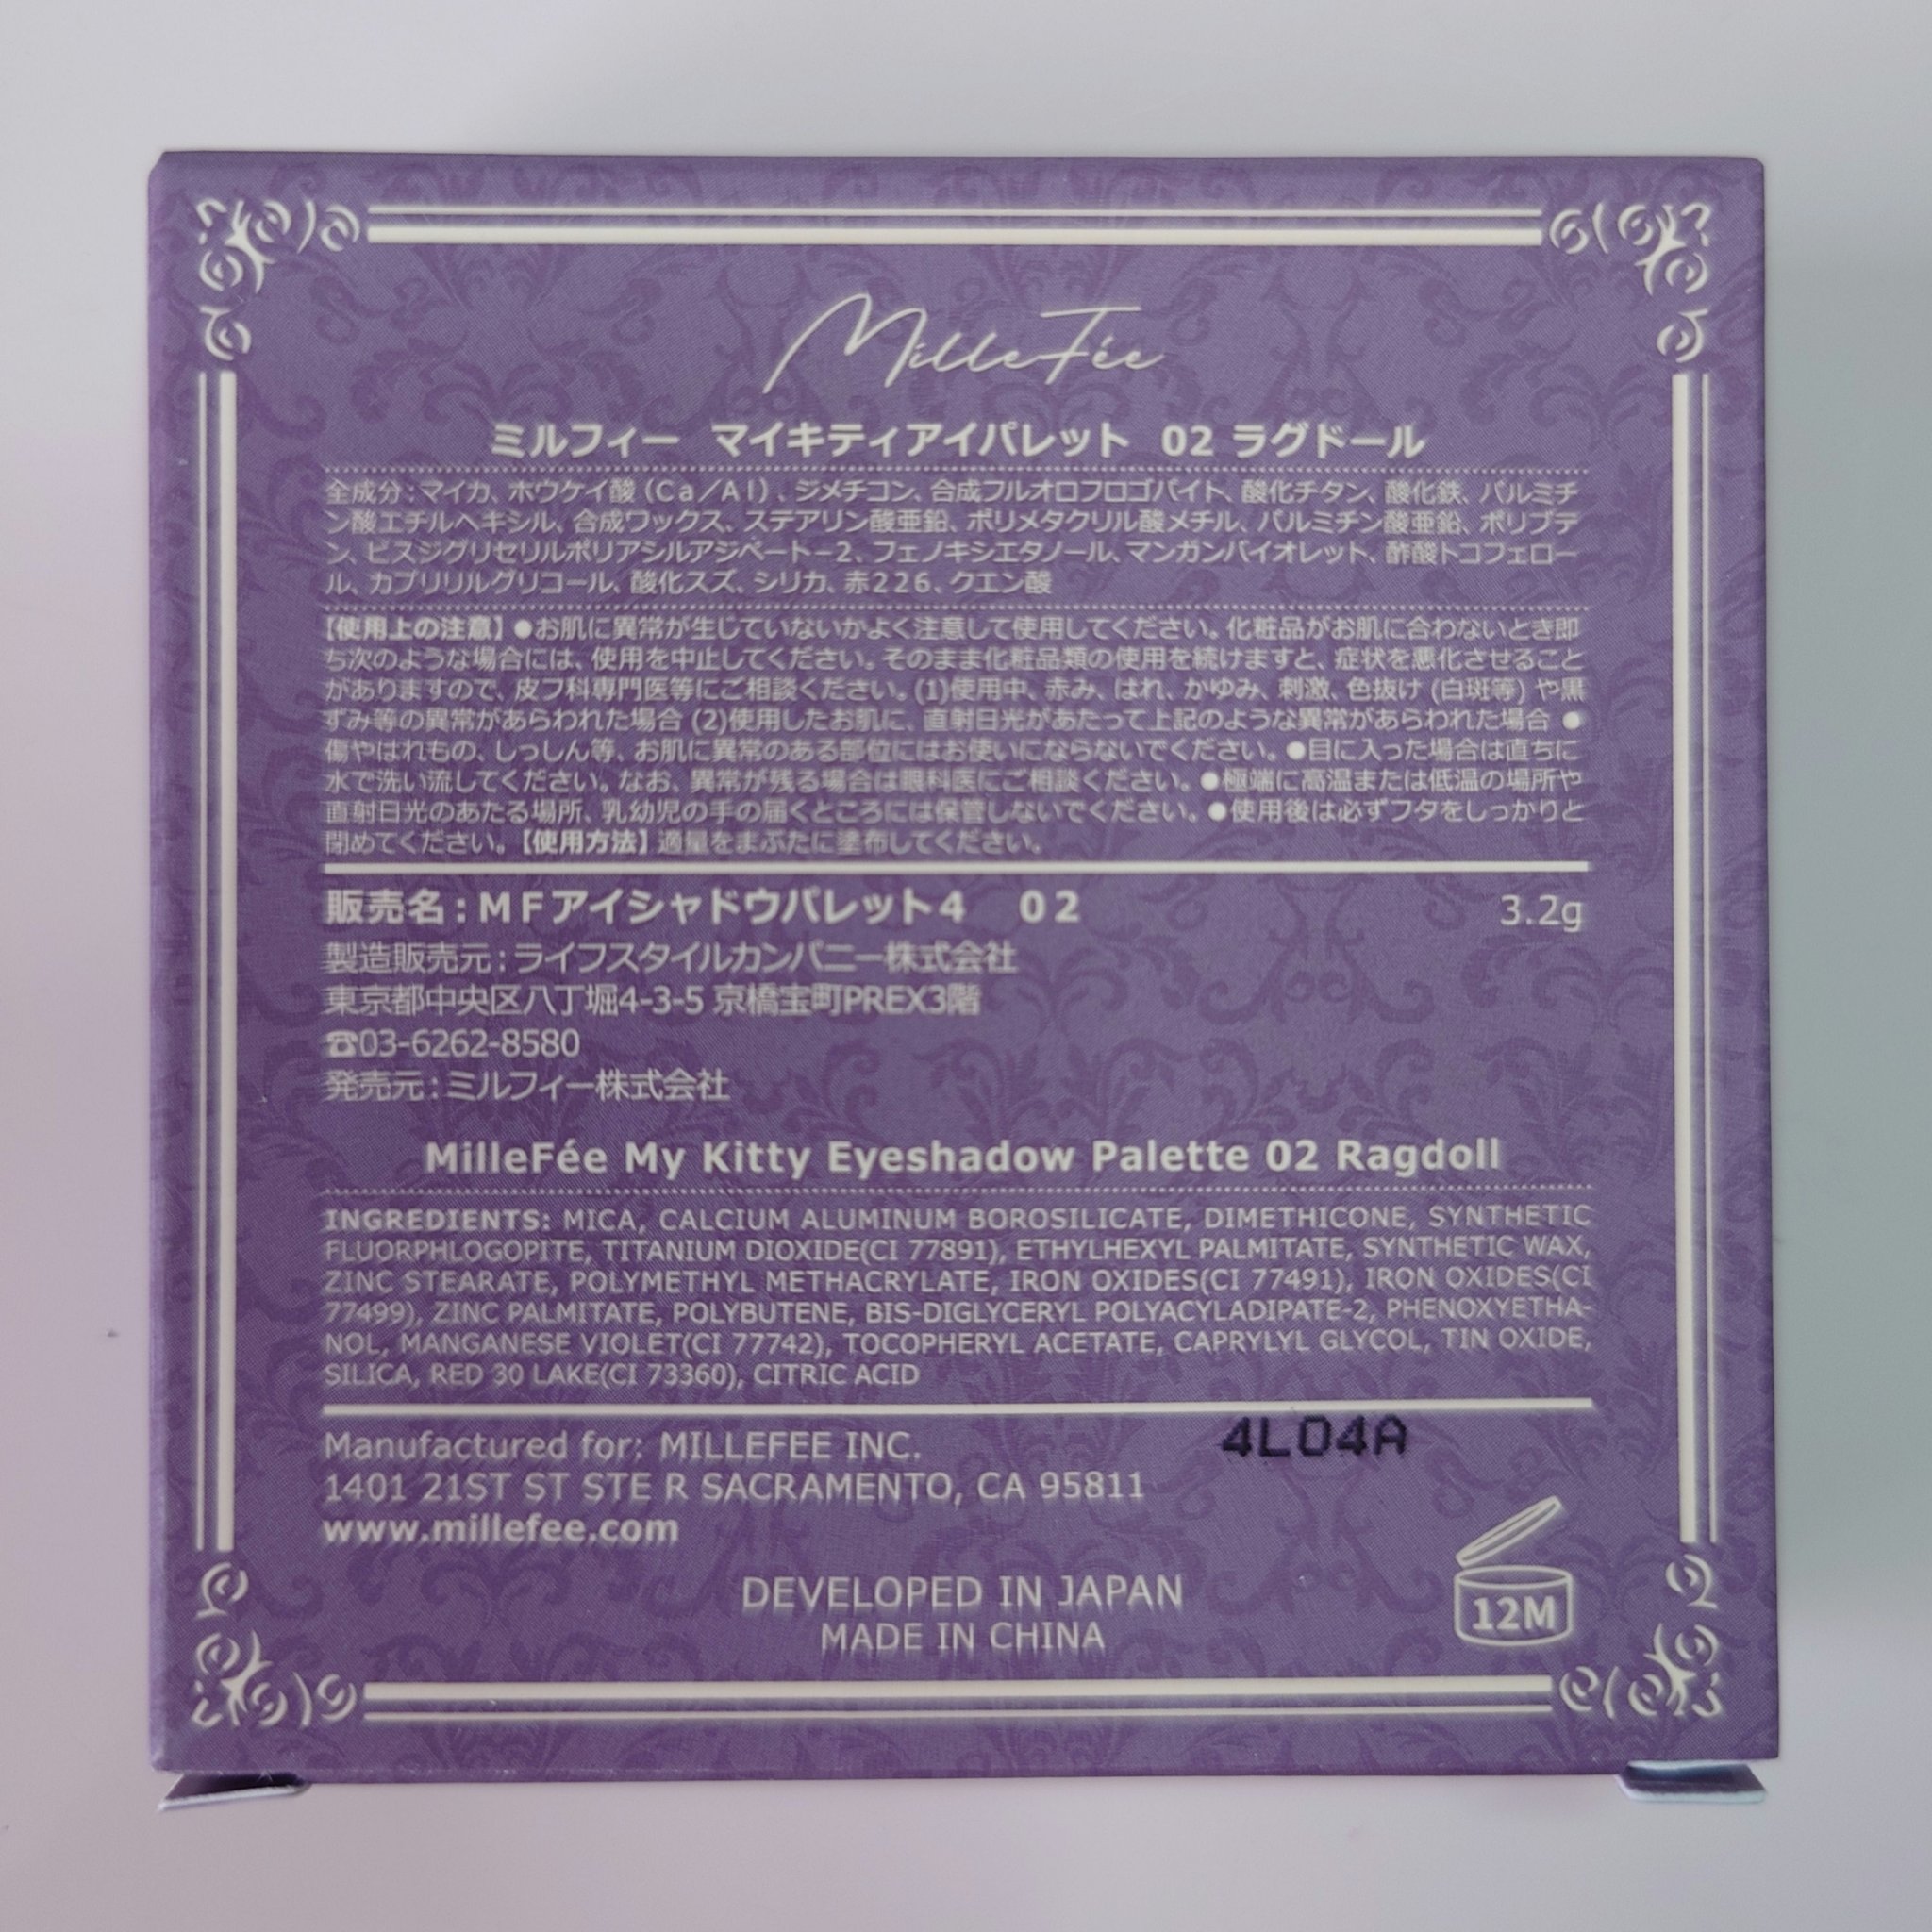 MilleFée
ミルフィー マイキティアイパレット 02 ラグドール
全成分：マイカ、ホウケイ酸（Ca／Al）、ジメチコン、合成フルオロフロゴパイト、酸化チタン、酸化鉄、パルミチ
ン酸エチルヘキシル、合成ワックス、ステアリン酸亜鉛、ポリメタクリル酸メチル、パルミチン酸亜鉛、ポリブテ
ン、ビスジグリセリルポリアシルアジペート－2、フェノキシエタノール、マンガンバイオレット、酢酸トコフェロー
ル、カプリリルグリコール、酸化スズ、シリカ、赤226、クエン酸
【使用上の注意】●お肌に異常が生じていないかよく注意して使用してください。化粧品がお肌に合わないとき即
ち次のような場合には、使用を中止してください。そのまま化粧品類の使用を続けますと、症状を悪化させること
がありますので、皮フ科専門医等にご相談ください。(1)使用中、赤み、はれ、かゆみ、刺激、色抜け (白斑等) や黒
ずみ等の異常があらわれた場合 (2)使用したお肌に、直射日光があたって上記のような異常があらわれた場合 ●
傷やはれもの、しっしん等、お肌に異常のある部位にはお使いにならないでください。●目に入った場合は直ちに
水で洗い流してください。なお、異常が残る場合は眼科医にご相談ください。●極端に高温または低温の場所や
直射日光のあたる場所、乳幼児の手の届くところには保管しないでください。●使用後は必ずフタをしっかりと
閉めてください。【使用方法】適量をまぶたに塗布してください。
販売名：MFアイシャドウパレット4 02 3.2g
製造販売元：ライフスタイルカンパニー株式会社
東京都中央区八丁堀4-3-5 京橋宝町PREX3階
☎03-6262-8580
発売元：ミルフィー株式会社
MilleFée My Kitty Eyeshadow Palette 02 Ragdoll
INGREDIENTS: MICA, CALCIUM ALUMINUM BOROSILICATE, DIMETHICONE, SYNTHETIC
FLUORPHLOGOPITE, TITANIUM DIOXIDE(CI 77891), ETHYLHEXYL PALMITATE, SYNTHETIC WAX,
ZINC STEARATE, POLYMETHYL METHACRYLATE, IRON OXIDES(CI 77491), IRON OXIDES(CI
77499), ZINC PALMITATE, POLYBUTENE, BIS-DIGLYCERYL POLYACYLADIPATE-2, PHENOXYETHA-
NOL, MANGANESE VIOLET(CI 77742), TOCOPHERYL ACETATE, CAPRYLYL GLYCOL, TIN OXIDE,
SILICA, RED 30 LAKE(CI 73360), CITRIC ACID
Manufactured for: MILLEFEE INC.
4L04A
1401 21ST ST STE R SACRAMENTO, CA 95811
www.millefee.com
DEVELOPED IN JAPAN
MADE IN CHINA
12M